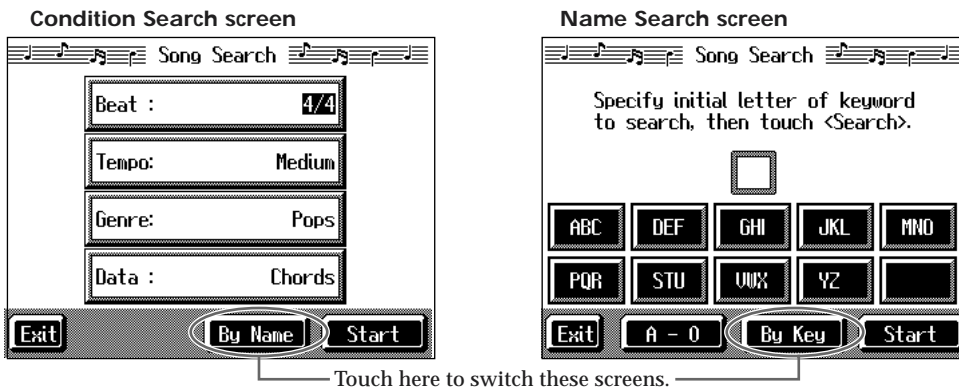 Condition Search screen
Song Search
Beat : 4/4
Tempo: Medium
Genre: Pops
Data : Chords
Exit By Name Start
Name Search screen
Song Search
Specify initial letter of keyword
to search, then touch <Search>.
ABC DEF GHI JKL MNO
PQR STU VWX YZ
Exit A - 0 By Key Start
Touch here to switch these screens.